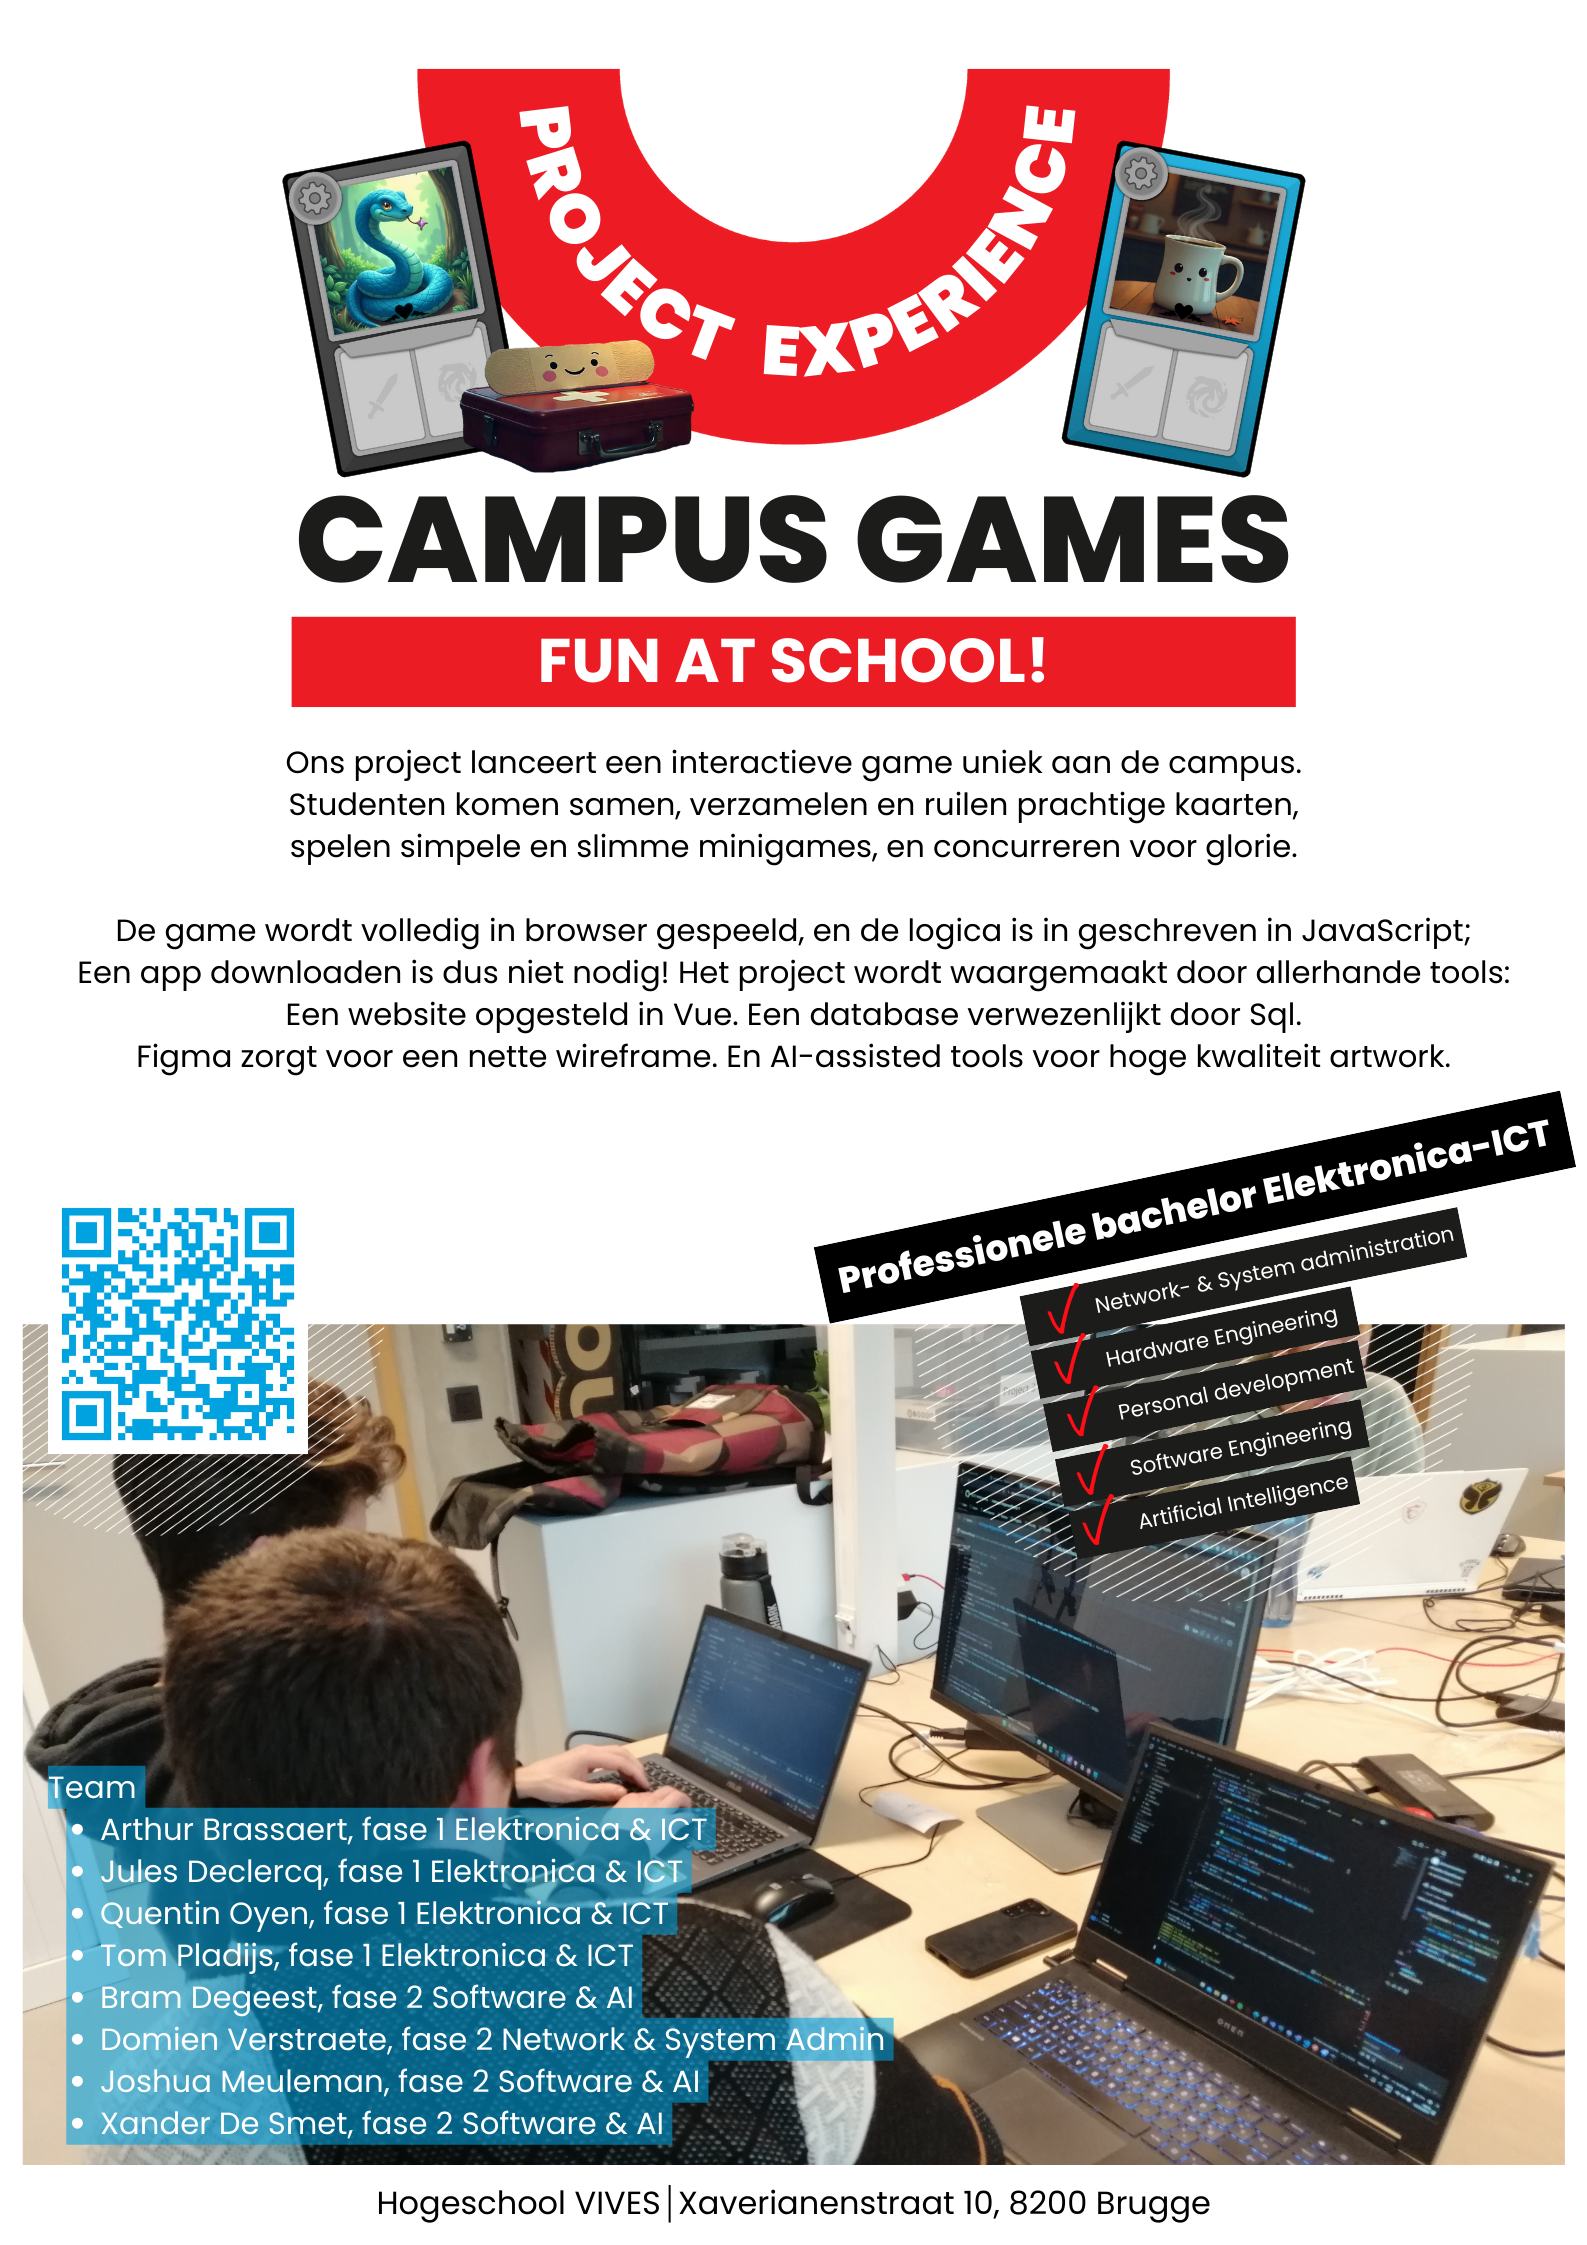 PROJECT EXPERIENCE
CAMPUS GAMES
FUN AT SCHOOL!
Ons project lanceert een interactieve game uniek aan de campus.
Studenten komen samen, verzamelen en ruilen prachtige kaarten,
spelen simpele en slimme minigames, en concurreren voor glorie.
De game wordt volledig in browser gespeeld, en de logica is in geschreven in JavaScript;
Een app downloaden is dus niet nodig! Het project wordt waargemaakt door allerhande tools:
Een website opgesteld in Vue. Een database verwezenlijkt door Sql.
Figma zorgt voor een nette wireframe. En AI-assisted tools voor hoge kwaliteit artwork.
Professionele bachelor Elektronica-ICT
Network- & System administration
Hardware Engineering
Personal development
Software Engineering
Artificial Intelligence
Team
• Arthur Brassaert, fase 1 Elektronica & ICT
• Jules Declercq, fase 1 Elektronica & ICT
• Quentin Oyen, fase 1 Elektronica & ICT
• Tom Pladijs, fase 1 Elektronica & ICT
• Bram Degeest, fase 2 Software & AI
• Domien Verstraete, fase 2 Network & System Admin
• Joshua Meuleman, fase 2 Software & AI
• Xander De Smet, fase 2 Software & AI
Hogeschool VIVES|Xaverianenstraat 10, 8200 Brugge